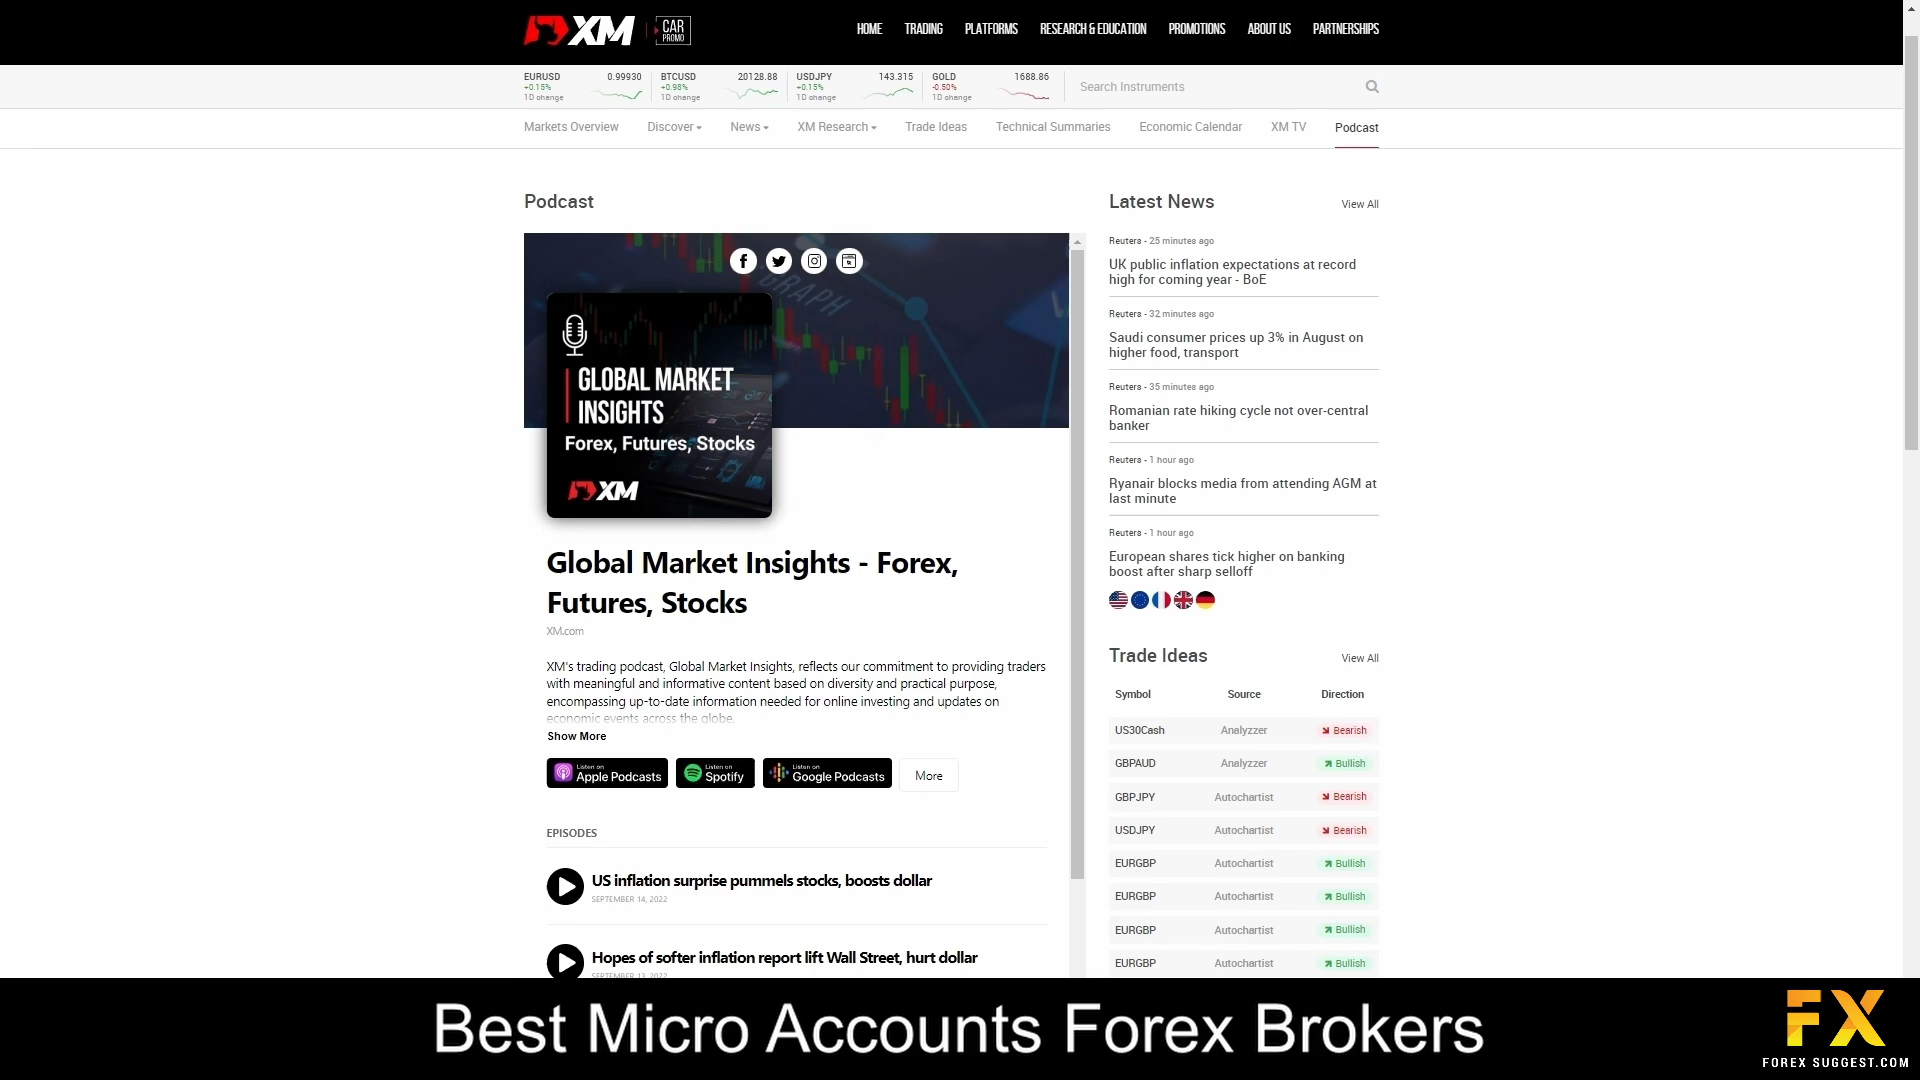 XM
CAR
PROMO
HOME
TRADING
PLATFORMS
RESEARCH & EDUCATION
PROMOTIONS
ABOUT US
PARTNERSHIPS
EURUSD 0.99930
+0.15%
1D change
BTCUSD 20128.88
+0.98%
1D change
USDJPY 143.315
+0.15%
1D change
GOLD 1688.86
-0.50%
1D change
Search Instruments
Markets Overview
Discover
News
XM Research
Trade Ideas
Technical Summaries
Economic Calendar
XM TV
Podcast
Podcast
GRAPH
GLOBAL MARKET
INSIGHTS
Forex, Futures, Stocks
XM
Global Market Insights - Forex,
Futures, Stocks
XM.com
XM's trading podcast, Global Market Insights, reflects our commitment to providing traders
with meaningful and informative content based on diversity and practical purpose,
encompassing up-to-date information needed for online investing and updates on
economic events across the globe.
Show More
Listen on
Apple Podcasts
Listen on
Spotify
Listen on
Google Podcasts
More
EPISODES
US inflation surprise pummels stocks, boosts dollar
SEPTEMBER 14, 2022
Hopes of softer inflation report lift Wall Street, hurt dollar
SEPTEMBER 13, 2022
Latest News
View All
Reuters - 25 minutes ago
UK public inflation expectations at record
high for coming year - BoE
Reuters - 32 minutes ago
Saudi consumer prices up 3% in August on
higher food, transport
Reuters - 35 minutes ago
Romanian rate hiking cycle not over-central
banker
Reuters - 1 hour ago
Ryanair blocks media from attending AGM at
last minute
Reuters - 1 hour ago
European shares tick higher on banking
boost after sharp selloff
Trade Ideas
View All
Symbol Source Direction
US30Cash Analyzzer Bearish
GBPAUD Analyzzer Bullish
GBPJPY Autochartist Bearish
USDJPY Autochartist Bearish
EURGBP Autochartist Bullish
EURGBP Autochartist Bullish
EURGBP Autochartist Bullish
EURGBP Autochartist Bullish
Best Micro Accounts Forex Brokers
FX
FOREX SUGGEST.COM